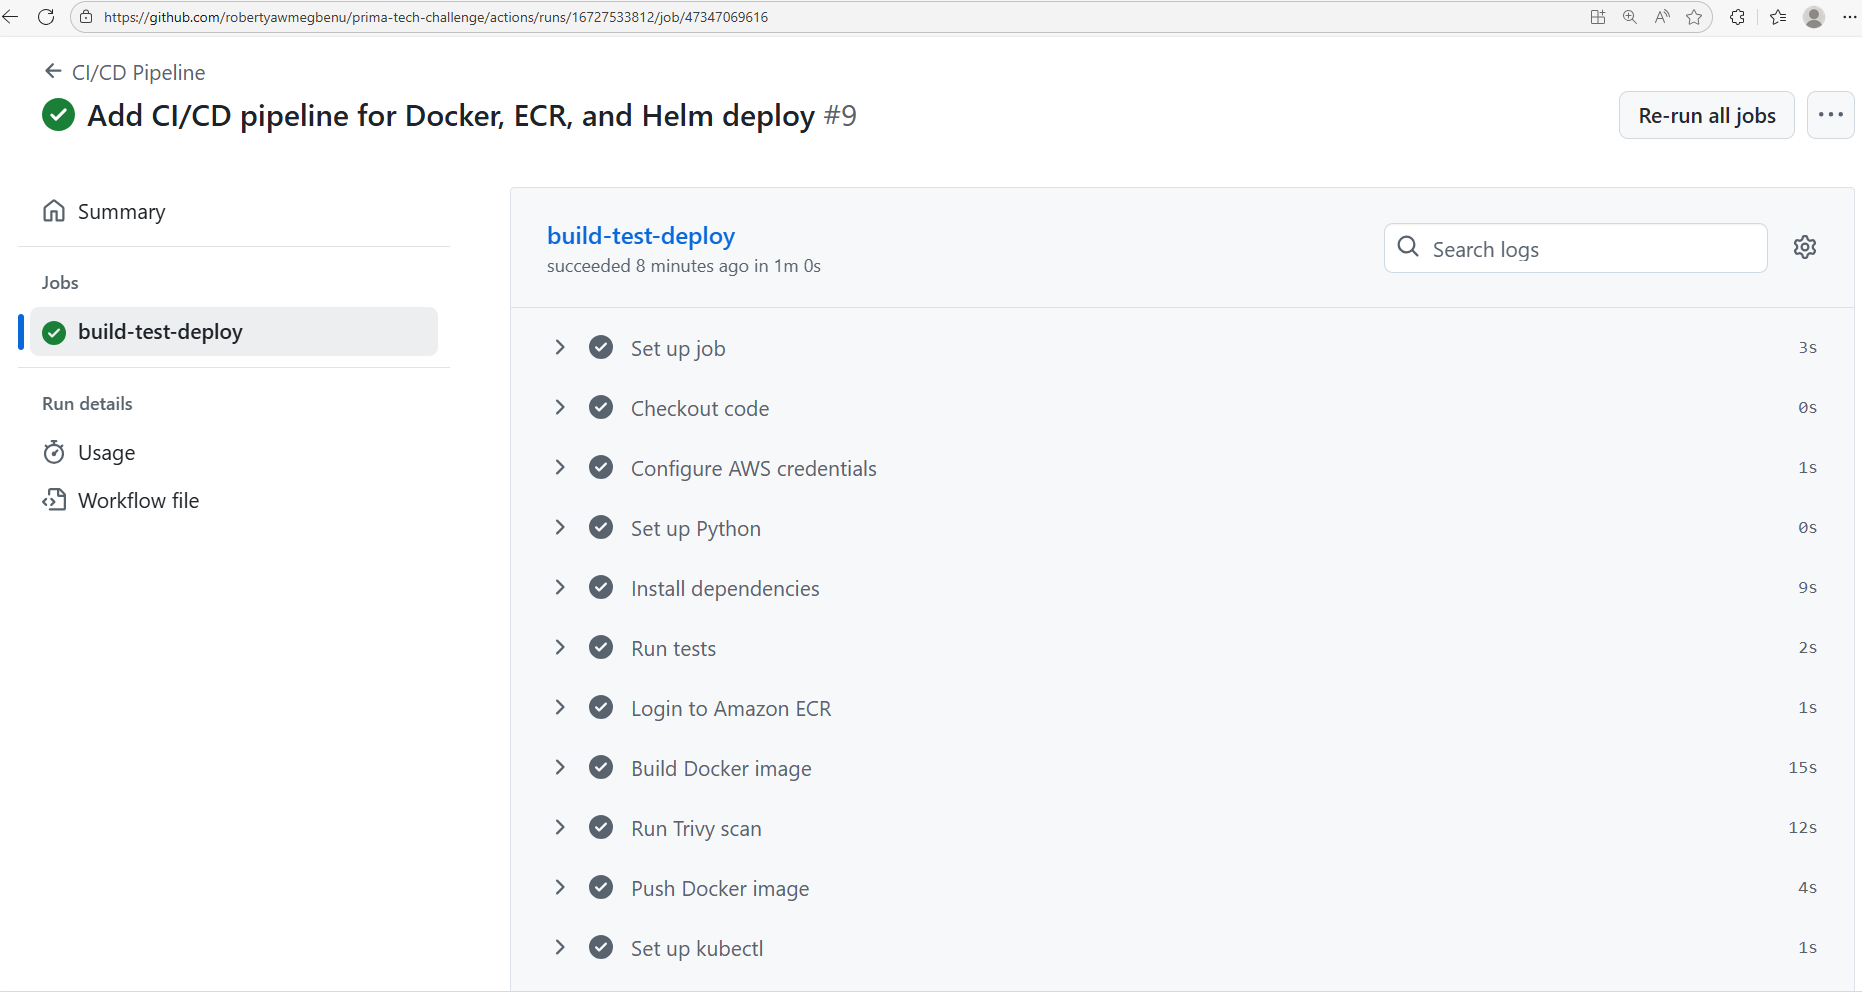 https://github.com/robertyawmegbenu/prima-tech-challenge/actions/runs/16727533812/job/47347069616
CI/CD Pipeline
Add CI/CD pipeline for Docker, ECR, and Helm deploy #9
Re-run all jobs
Summary
Jobs
build-test-deploy
Run details
Usage
Workflow file
build-test-deploy
succeeded 8 minutes ago in 1m 0s
Search logs
Set up job 3s
Checkout code 0s
Configure AWS credentials 1s
Set up Python 0s
Install dependencies 9s
Run tests 2s
Login to Amazon ECR 1s
Build Docker image 15s
Run Trivy scan 12s
Push Docker image 4s
Set up kubectl 1s